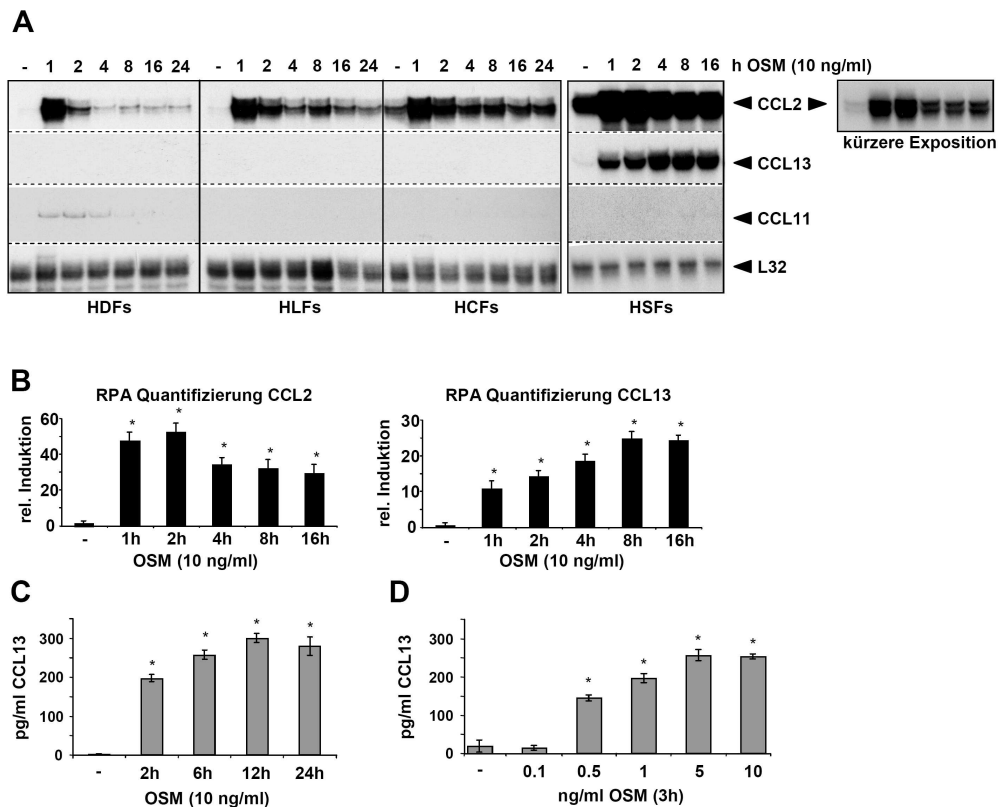 A
- 1 2 4 8 16 24 - 1 2 4 8 16 24 - 1 2 4 8 16 24 - 1 2 4 8 16 h OSM (10 ng/ml)
CCL2
kürzere Exposition
CCL13
CCL11
L32
HDFs HLFs HCFs HSFs
B
RPA Quantifizierung CCL2
rel. Induktion
60
40
20
0
- 1h 2h 4h 8h 16h
OSM (10 ng/ml)
* * * * *
RPA Quantifizierung CCL13
rel. Induktion
30
20
10
0
- 1h 2h 4h 8h 16h
OSM (10 ng/ml)
* * * * *
C
pg/ml CCL13
300
200
100
0
- 2h 6h 12h 24h
OSM (10 ng/ml)
* * * *
D
pg/ml CCL13
300
200
100
0
- 0.1 0.5 1 5 10
ng/ml OSM (3h)
* * * *